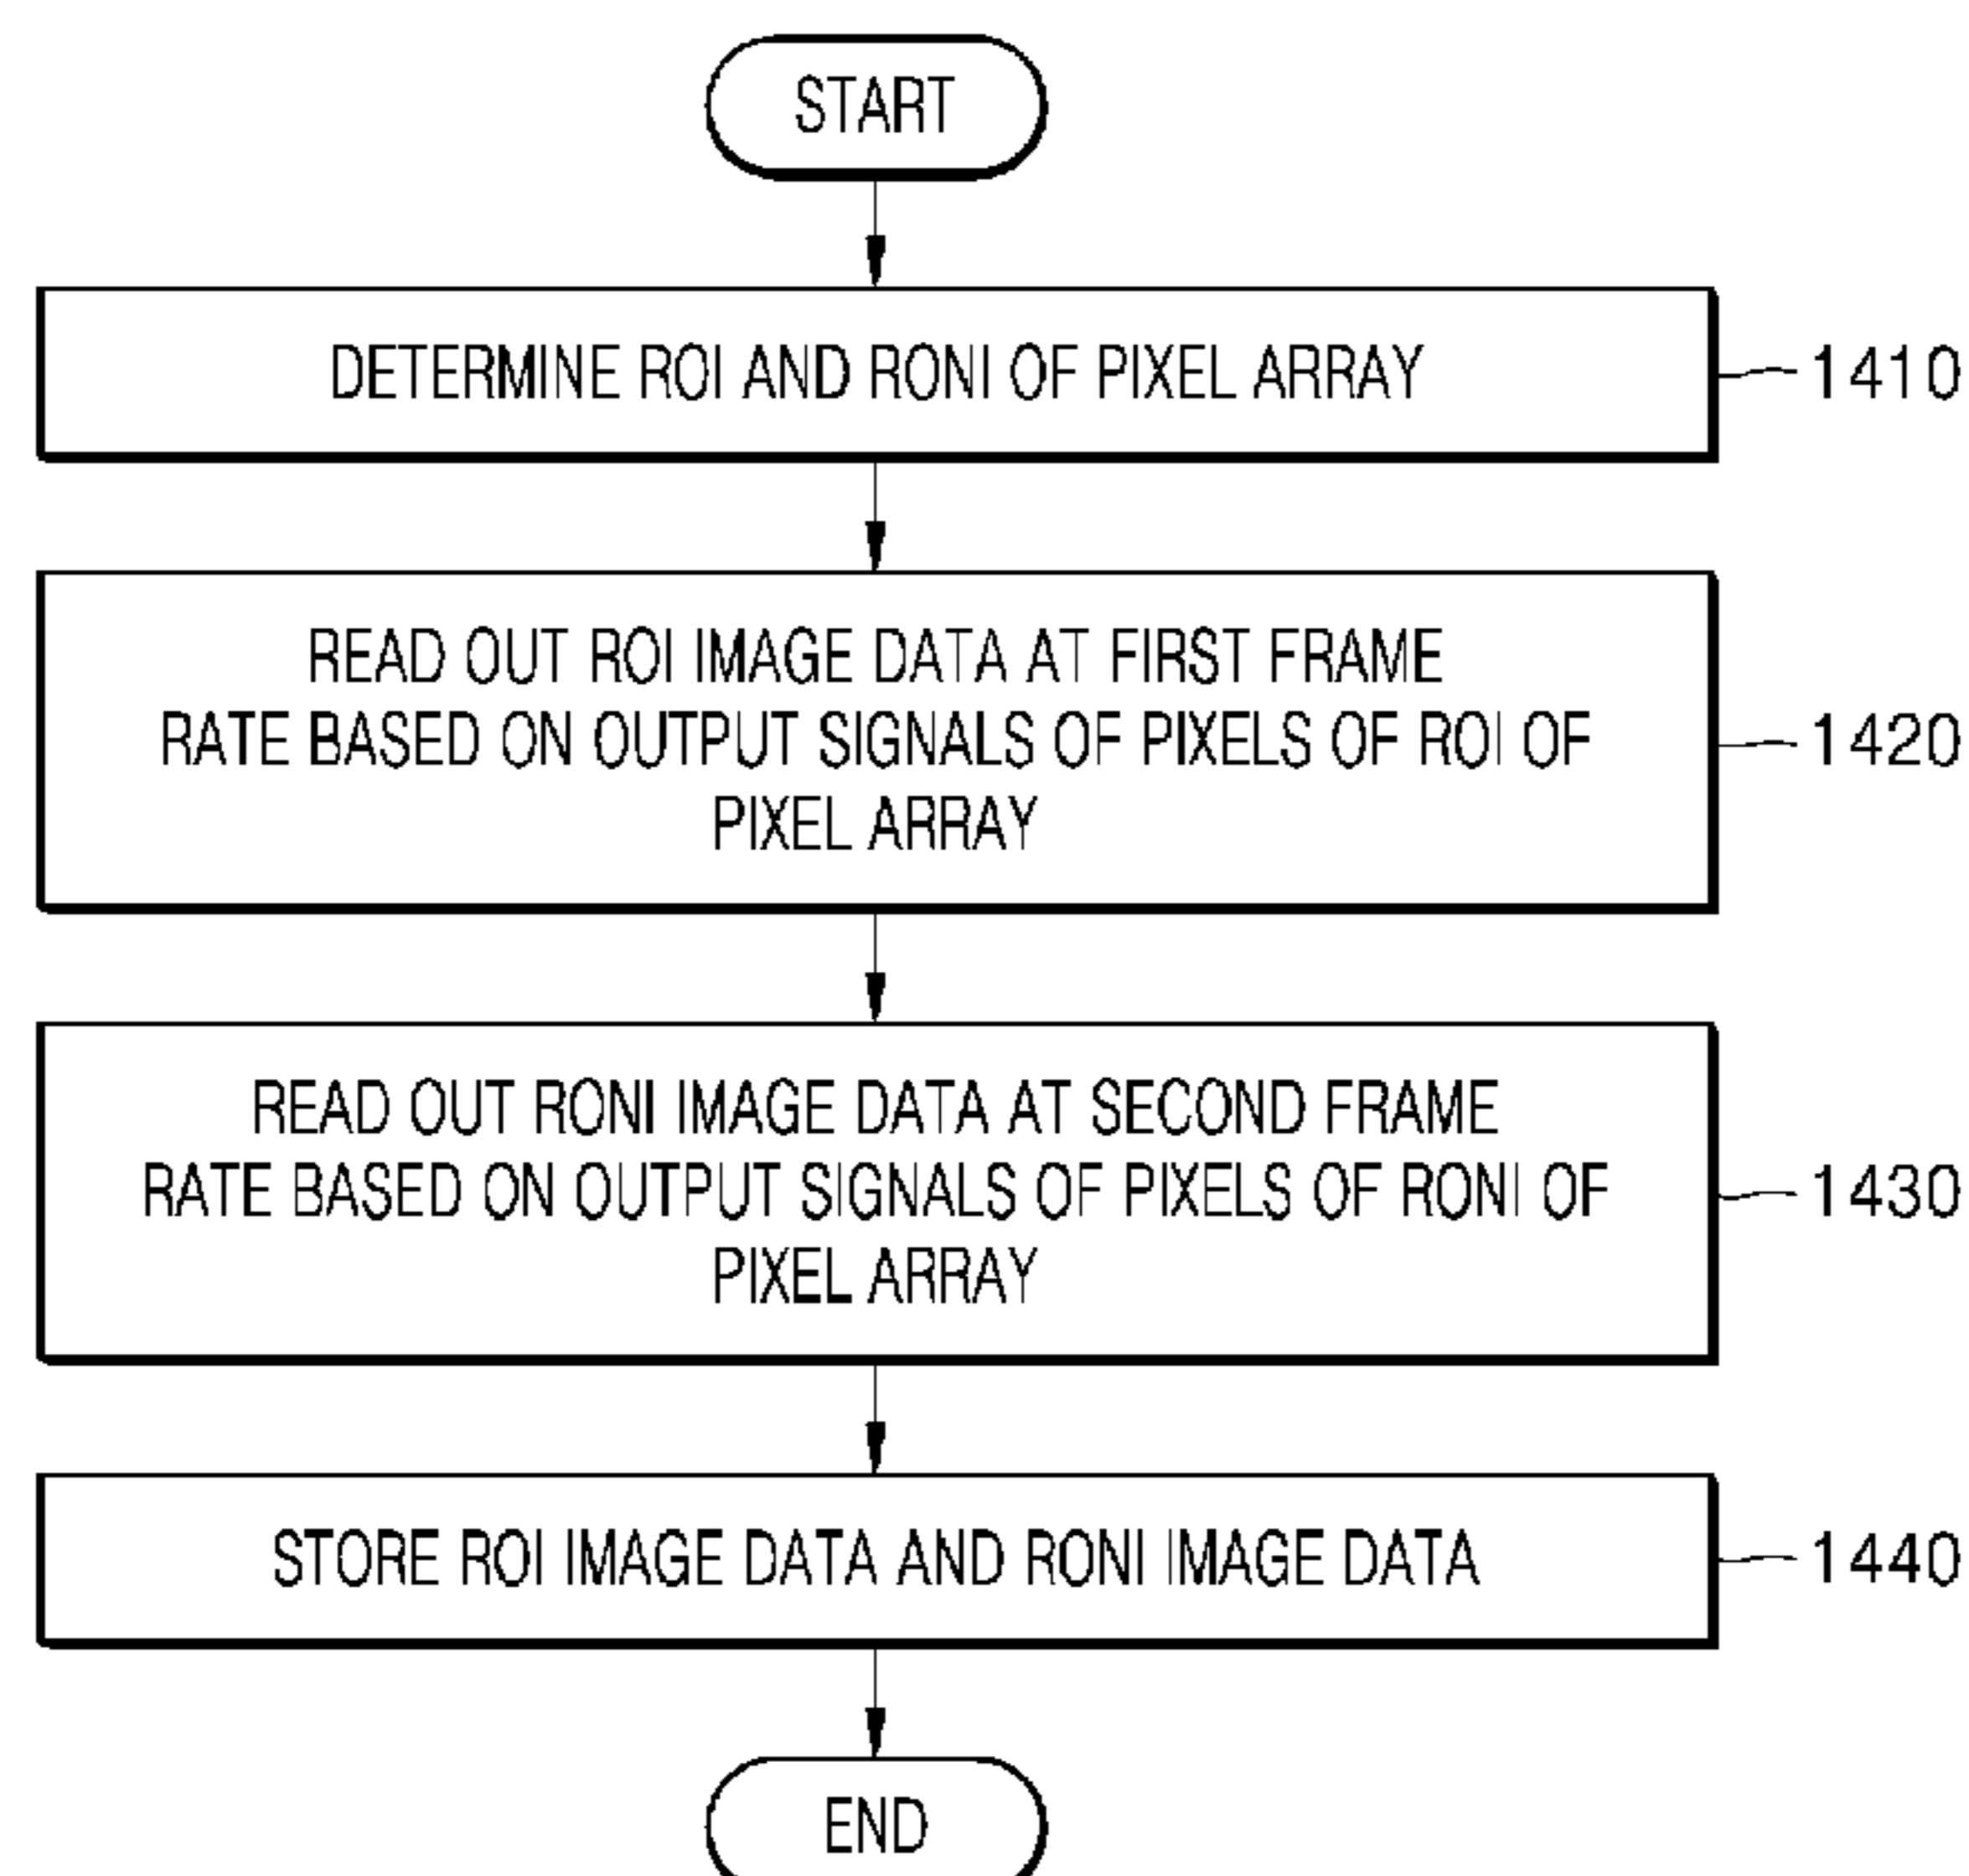 START
DETERMINE ROI AND RONI OF PIXEL ARRAY
1410
READ OUT ROI IMAGE DATA AT FIRST FRAME
RATE BASED ON OUTPUT SIGNALS OF PIXELS OF ROI OF
PIXEL ARRAY
1420
READ OUT RONI IMAGE DATA AT SECOND FRAME
RATE BASED ON OUTPUT SIGNALS OF PIXELS OF RONI OF
PIXEL ARRAY
1430
STORE ROI IMAGE DATA AND RONI IMAGE DATA
1440
END